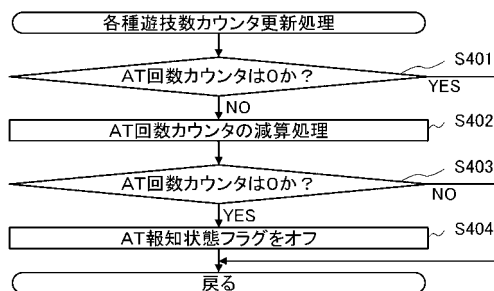 各種遊技数カウンタ更新処理
S401
AT回数カウンタは0か？
YES
NO
S402
AT回数カウンタの減算処理
S403
AT回数カウンタは0か？
NO
YES
S404
AT報知状態フラグをオフ
戻る